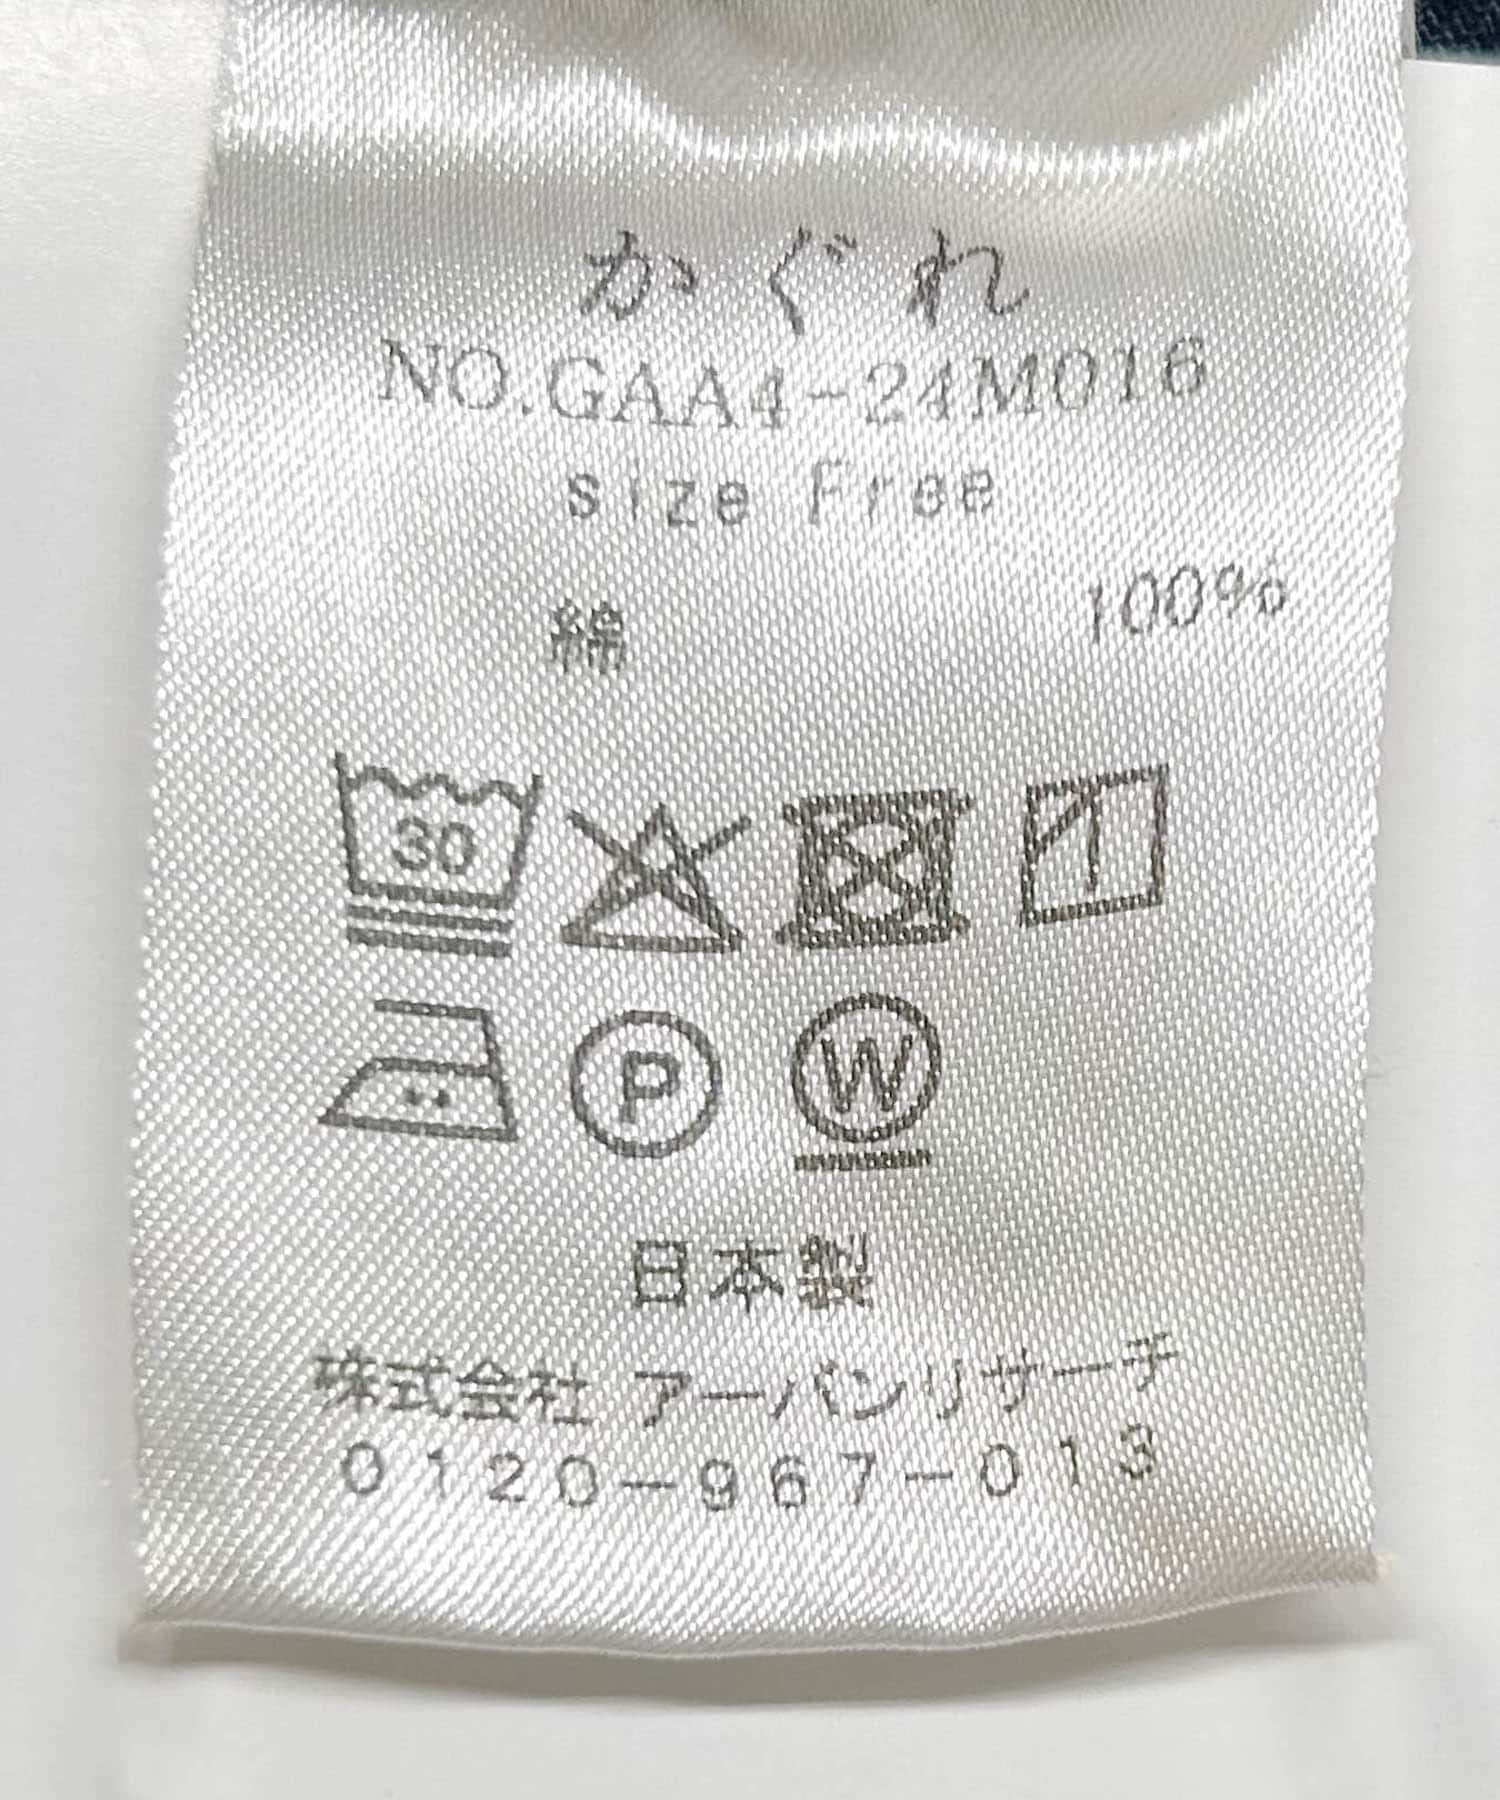 かぐれ
NO.GAA4-24M016
size Free
綿 100%
30
P W
日本製
株式会社 アーバンリサーチ
0120-967-013